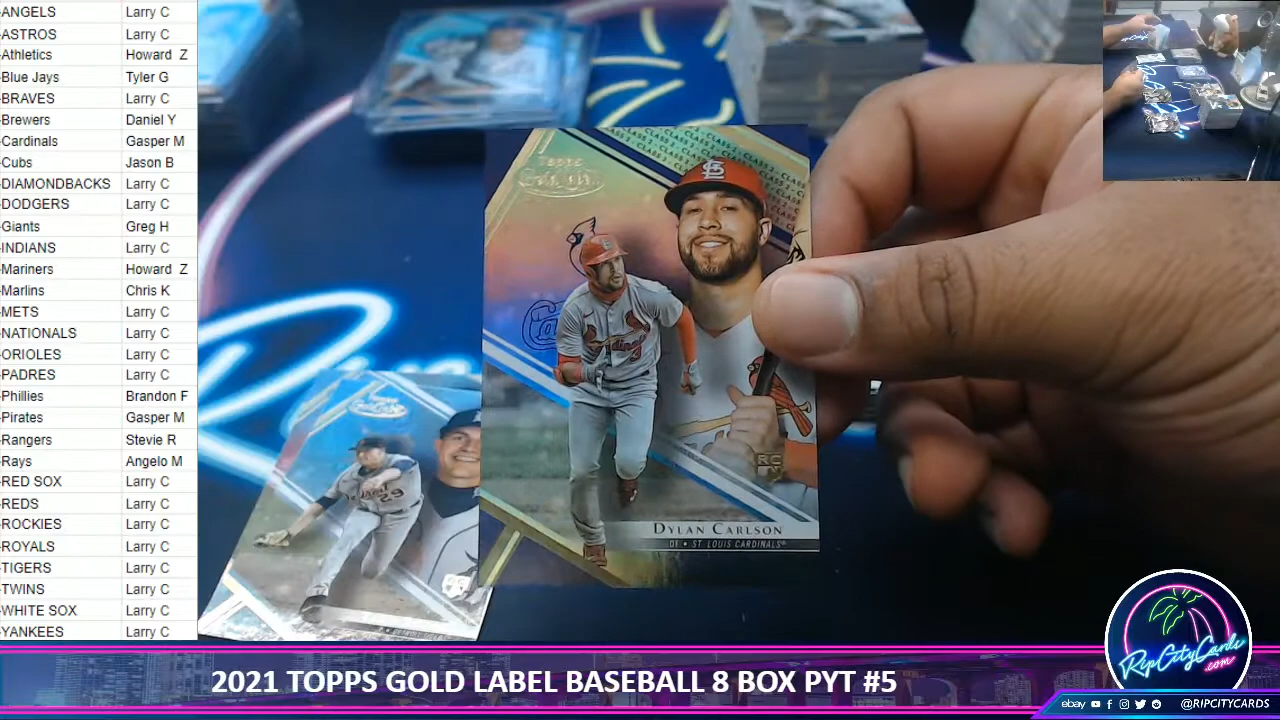 -ANGELS Larry C
-ASTROS Larry C
-Athletics Howard Z
-Blue Jays Tyler G
-BRAVES Larry C
-Brewers Daniel Y
-Cardinals Gasper M
-Cubs Jason B
-DIAMONDBACKS Larry C
-DODGERS Larry C
-Giants Greg H
-INDIANS Larry C
-Mariners Howard Z
-Marlins Chris K
-METS Larry C
-NATIONALS Larry C
-ORIOLES Larry C
-PADRES Larry C
-Phillies Brandon F
-Pirates Gasper M
-Rangers Stevie R
-Rays Angelo M
-RED SOX Larry C
-REDS Larry C
-ROCKIES Larry C
-ROYALS Larry C
-TIGERS Larry C
-TWINS Larry C
-WHITE SOX Larry C
-YANKEES Larry C
Topps
Gold Label
CLASS 2
29
RC
DYLAN CARLSON
OF • ST. LOUIS CARDINALS®
2021 TOPPS GOLD LABEL BASEBALL 8 BOX PYT #5
RipCityCards
.com
ebay @RIPCITYCARDS